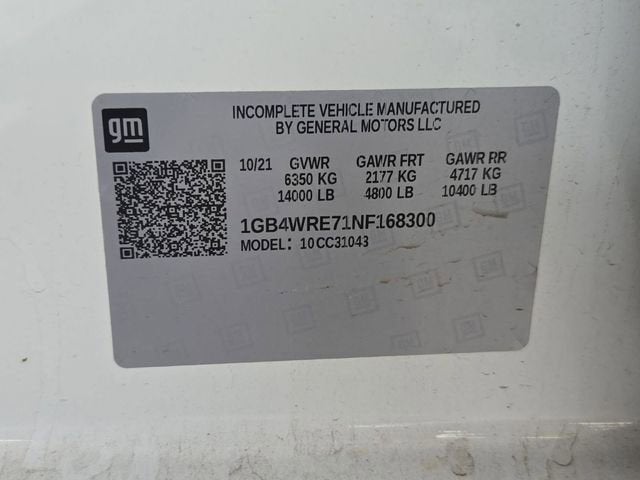 gm
INCOMPLETE VEHICLE MANUFACTURED
BY GENERAL MOTORS LLC
10/21 GVWR GAWR FRT GAWR RR
6350 KG 2177 KG 4717 KG
14000 LB 4800 LB 10400 LB
1GB4WRE71NF168300
MODEL: 10CC31043